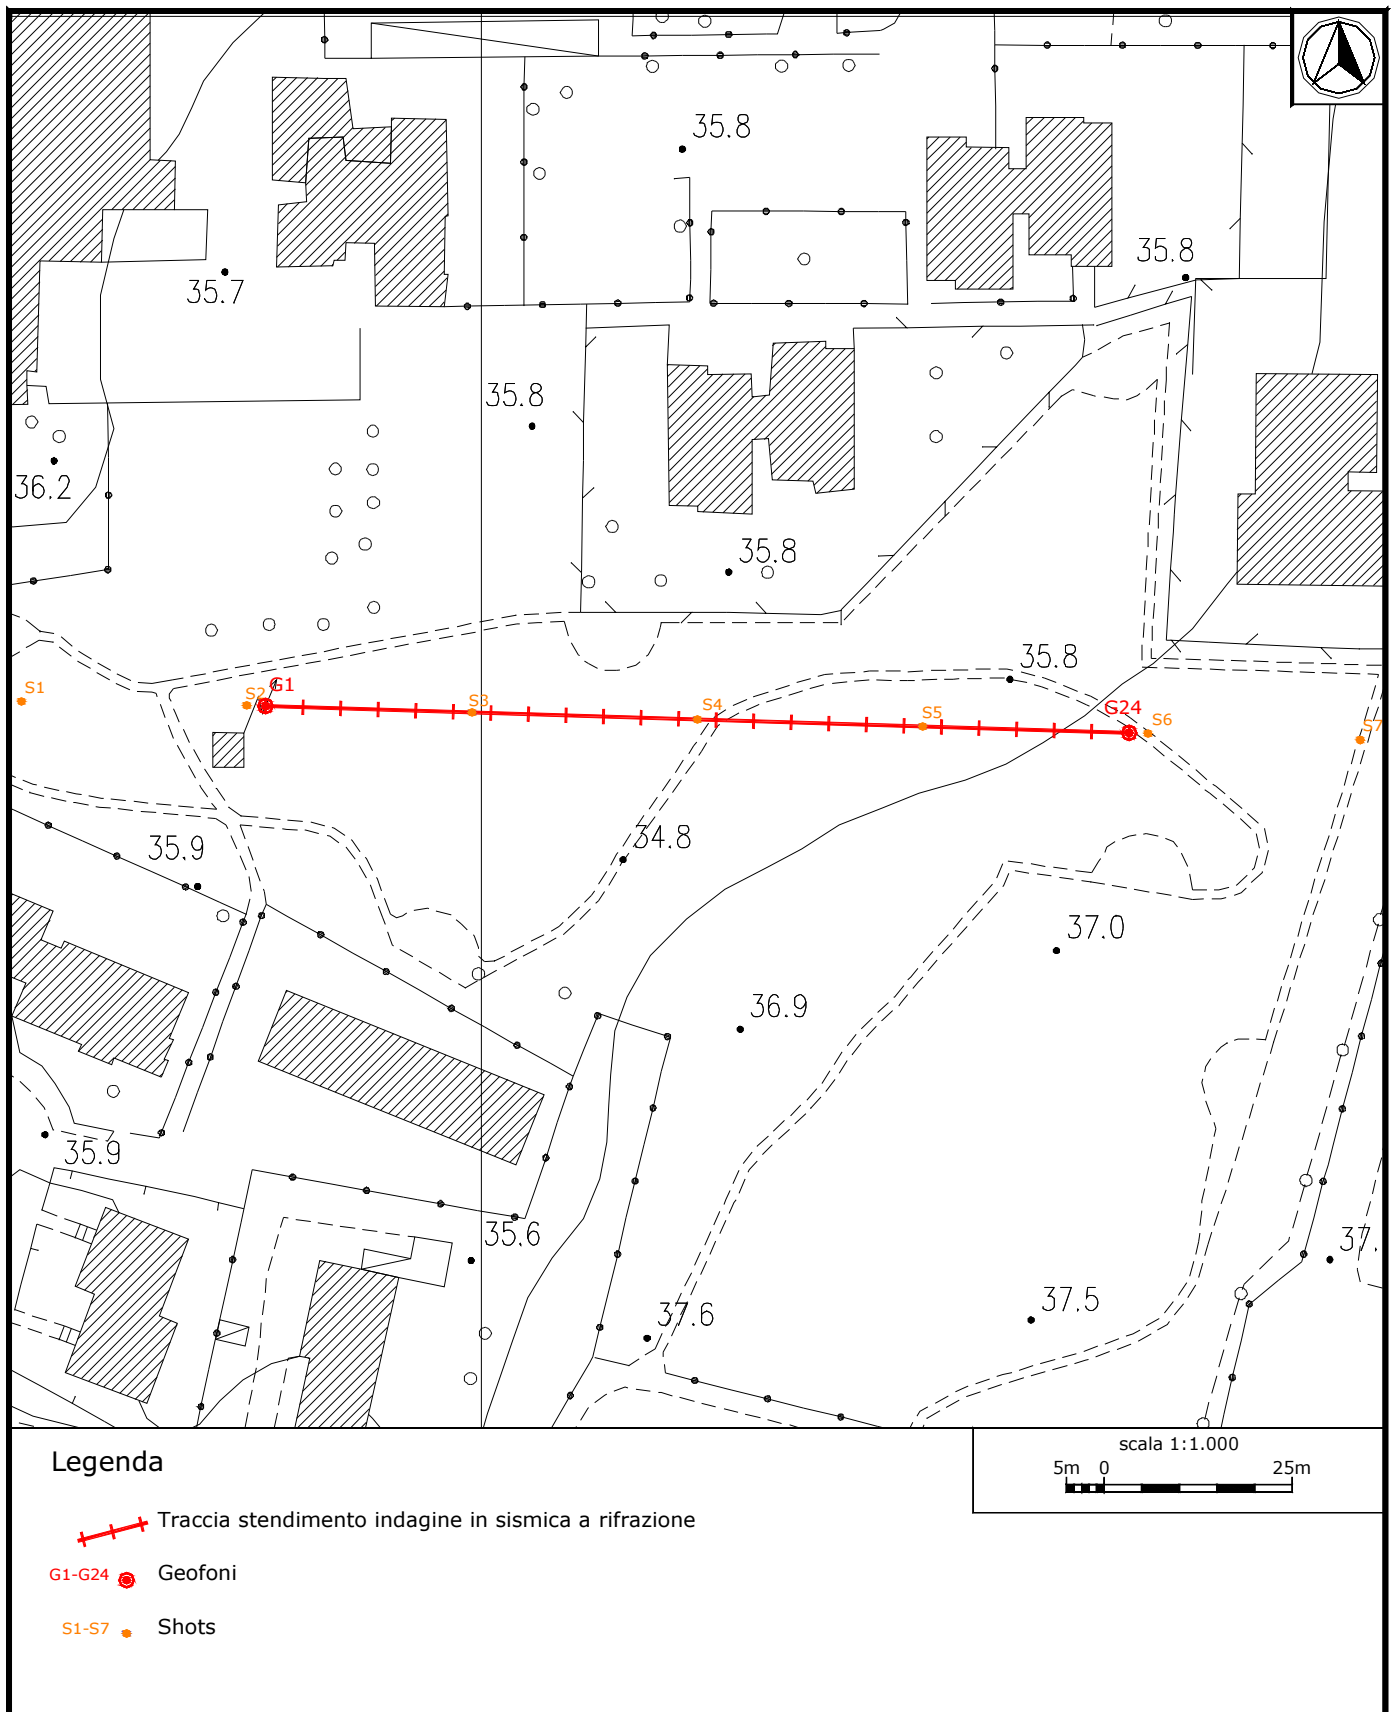 35.8
35.8
35.7
35.8
36.2
35.8
35.8
S1
S2
G1
S3
S4
S5
G24
S6
S7
34.8
35.9
37.0
36.9
35.9
35.6
37.
37.5
37.6
Legenda
scala 1:1.000
5m 0 25m
Traccia stendimento indagine in sismica a rifrazione
G1-G24 Geofoni
S1-S7 Shots